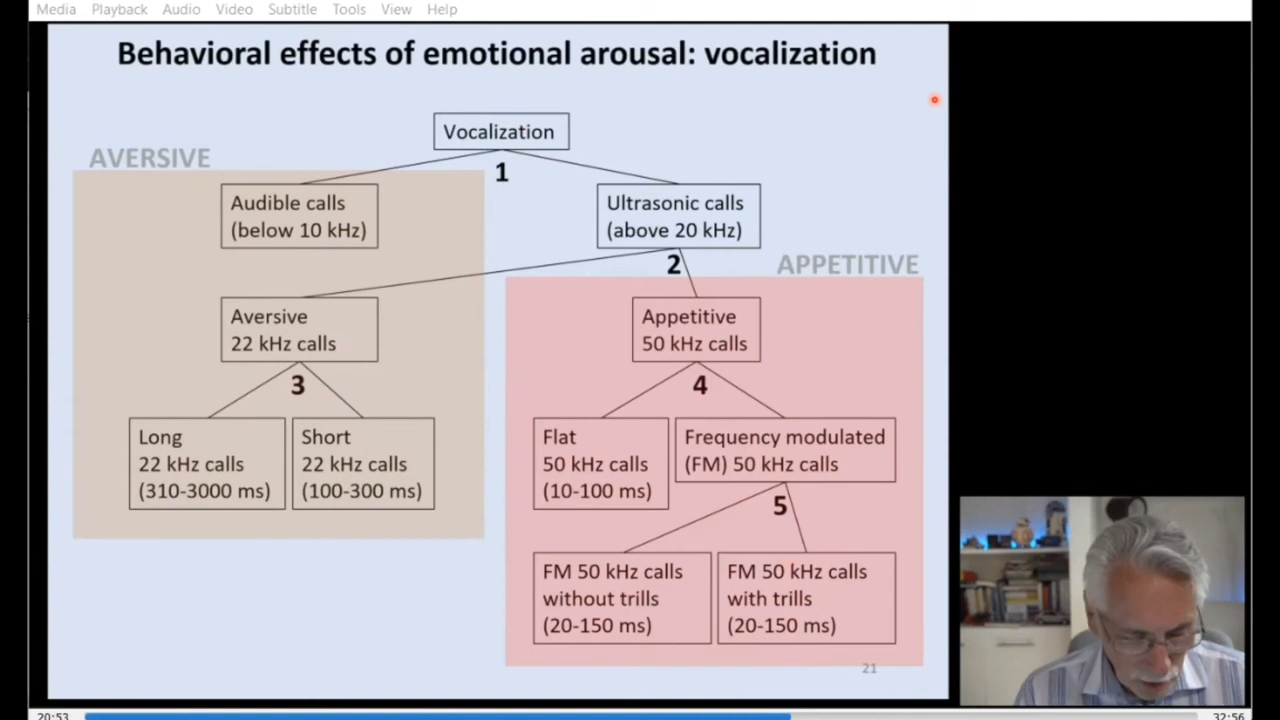 Media Playback Audio Video Subtitle Tools View Help
Behavioral effects of emotional arousal: vocalization
Vocalization
AVERSIVE
1
Audible calls
(below 10 kHz)
Ultrasonic calls
(above 20 kHz)
2
APPETITIVE
Aversive
22 kHz calls
Appetitive
50 kHz calls
3
4
Long
22 kHz calls
(310-3000 ms)
Short
22 kHz calls
(100-300 ms)
Flat
50 kHz calls
(10-100 ms)
Frequency modulated
(FM) 50 kHz calls
5
FM 50 kHz calls
without trills
(20-150 ms)
FM 50 kHz calls
with trills
(20-150 ms)
21
20:53
32:56